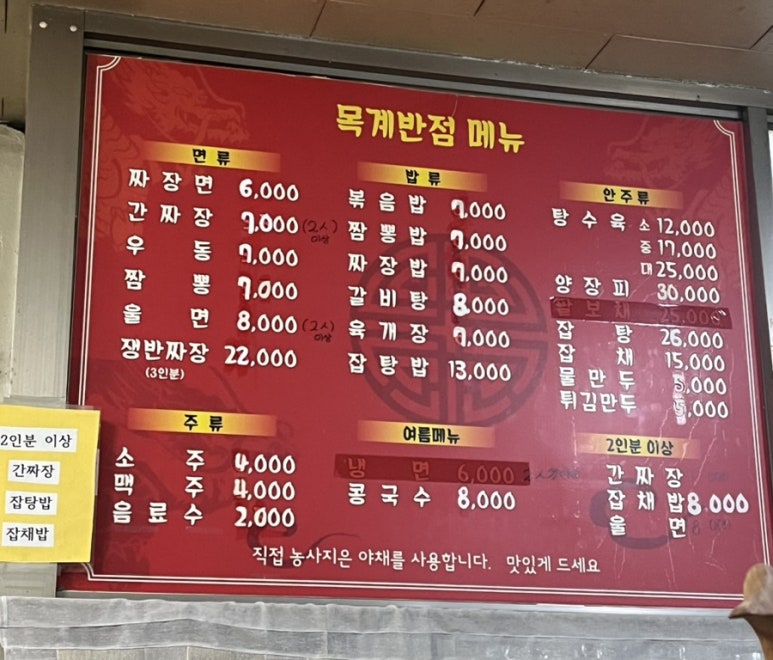 목계반점 메뉴
면 류
짜 장 면 6,000
간 짜 장 7,000 (2人 이상)
우 동 7,000
짬 뽕 7,000
울 면 8,000 (2人 이상)
쟁반짜장 22,000
(3인분)
밥 류
볶 음 밥 7,000
짬 뽕 밥 7,000
짜 장 밥 7,000
갈 비 탕 8,000
육 개 장 7,000
잡 탕 밥 13,000
안 주 류
탕 수 육 소 12,000
중 17,000
대 25,000
양 장 피 30,000
팔 보 채 25,000
잡 탕 26,000
잡 채 15,000
물 만 두 5,000
튀김만두 5,000
주 류
소 주 4,000
맥 주 4,000
음 료 수 2,000
여름메뉴
냉 면 6,000
콩 국 수 8,000
2인분 이상
간 짜 장
잡 채 밥 8.000
울 면
직접 농사지은 야채를 사용합니다. 맛있게 드세요
2인분 이상
간짜장
잡탕밥
잡채밥